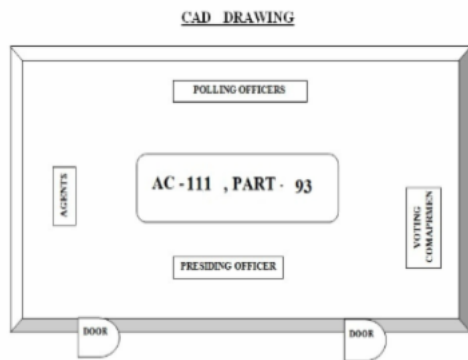 CAD DRAWING
POLLING OFFICERS
AGENTS
AC -111 , PART - 93
VOTING
COMAPRMEN
PRESIDING OFFICER
DOOR
DOOR